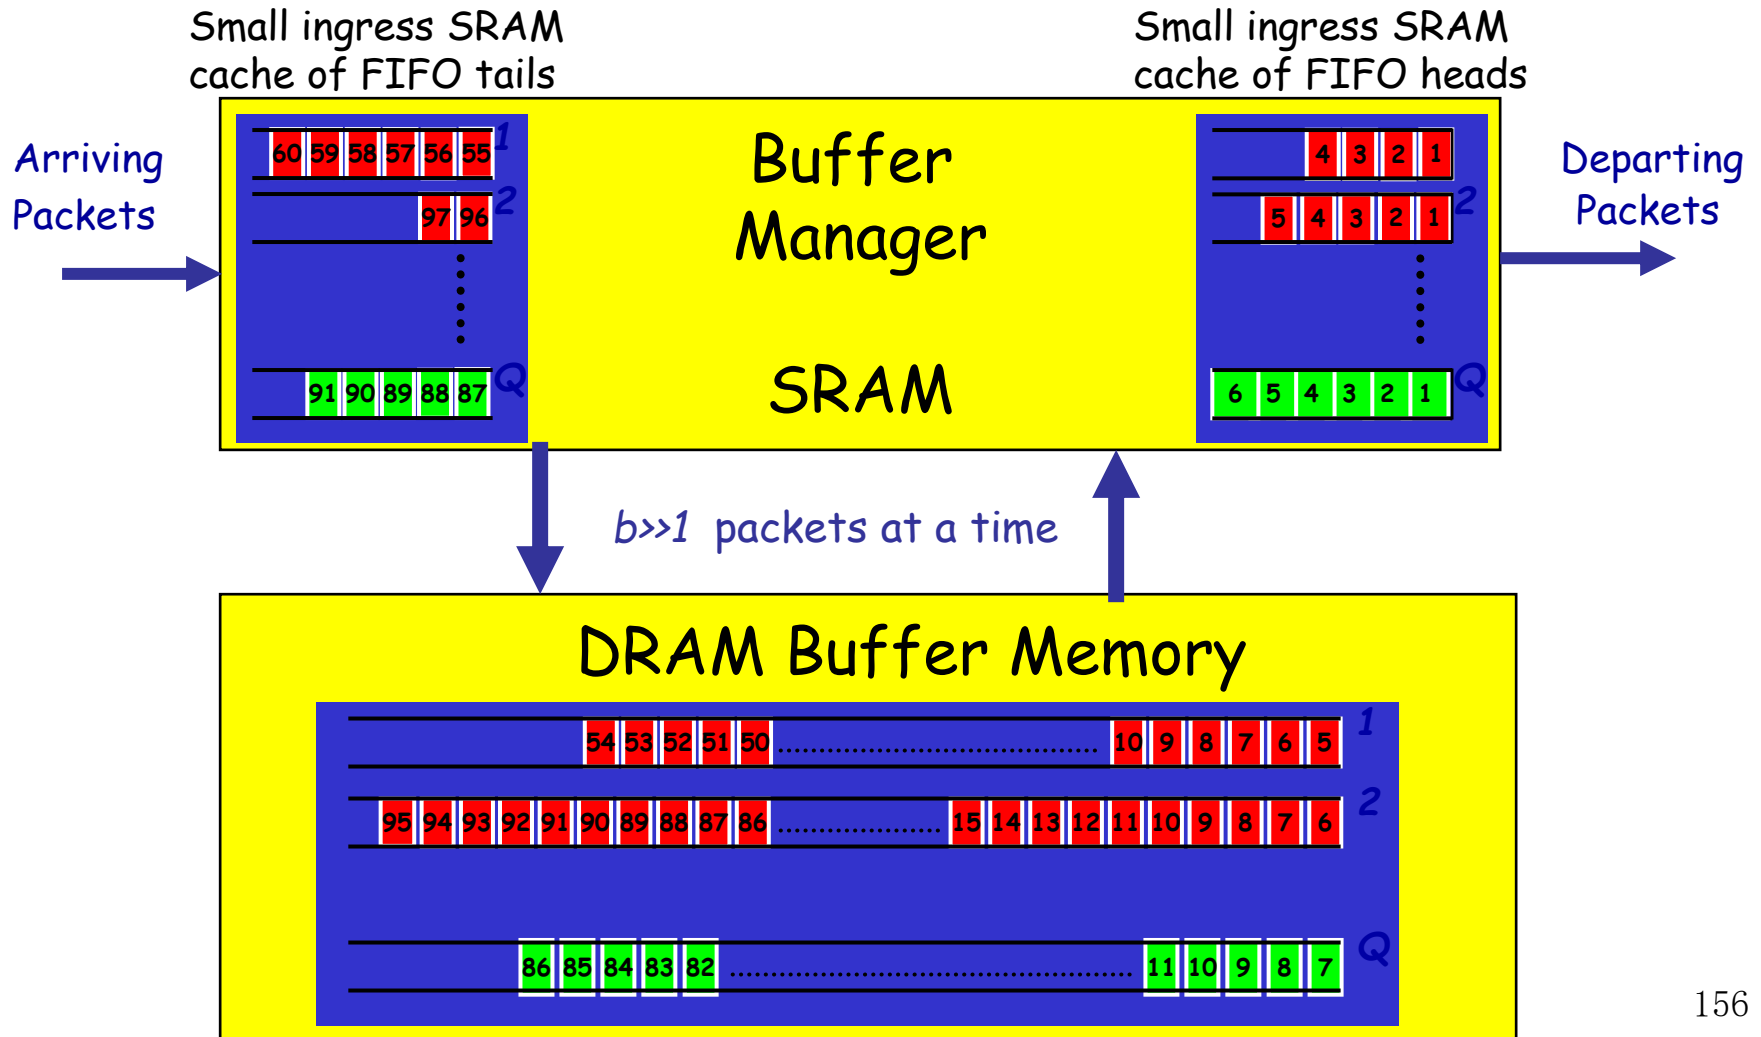 Small ingress SRAM
cache of FIFO tails
Small ingress SRAM
cache of FIFO heads
Arriving
Packets
60 59 58 57 56 55 1
97 96 2
91 90 89 88 87 Q
Buffer
Manager
SRAM
4 3 2 1
5 4 3 2 1 2
6 5 4 3 2 1 Q
Departing
Packets
b>>1 packets at a time
DRAM Buffer Memory
54 53 52 51 50 ........................................ 10 9 8 7 6 5 1
95 94 93 92 91 90 89 88 87 86 .................... 15 14 13 12 11 10 9 8 7 6 2
86 85 84 83 82 ................................................. 11 10 9 8 7 Q
156